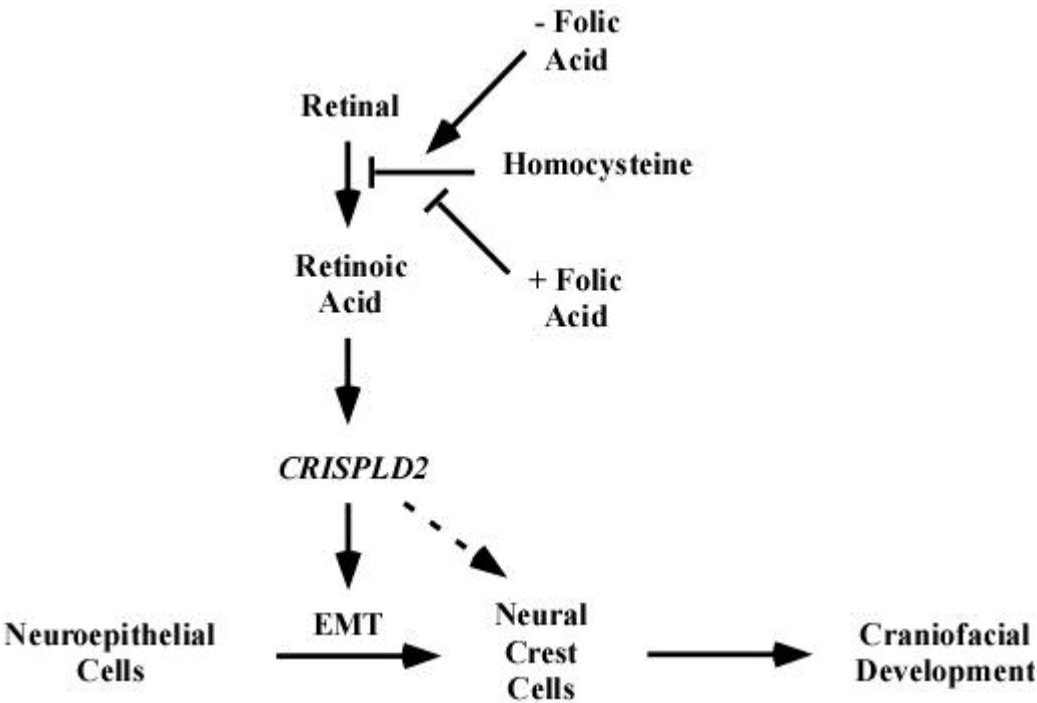 - Folic
Acid
Retinal
Homocysteine
Retinoic
Acid
+ Folic
Acid
CRISPLD2
EMT
Neuroepithelial
Cells
Neural
Crest
Cells
Craniofacial
Development